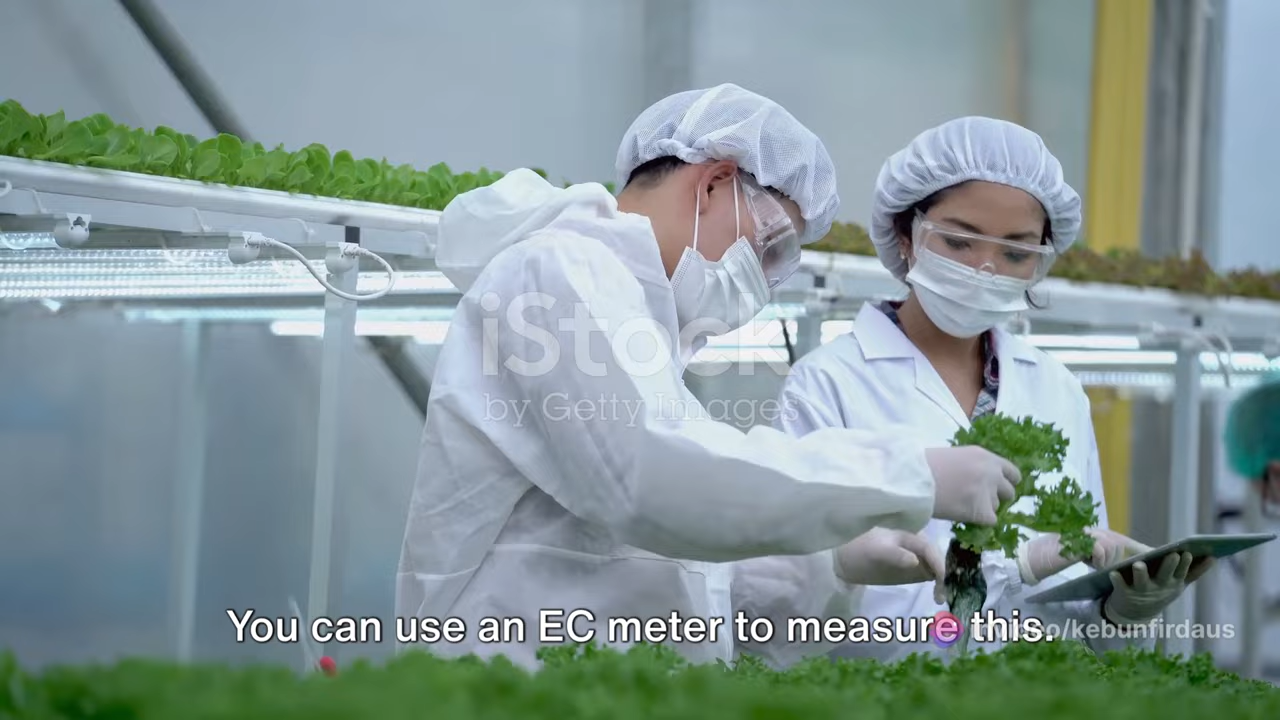 iStock
by Getty Images
You can use an EC meter to measure this.
/kebunfirdaus